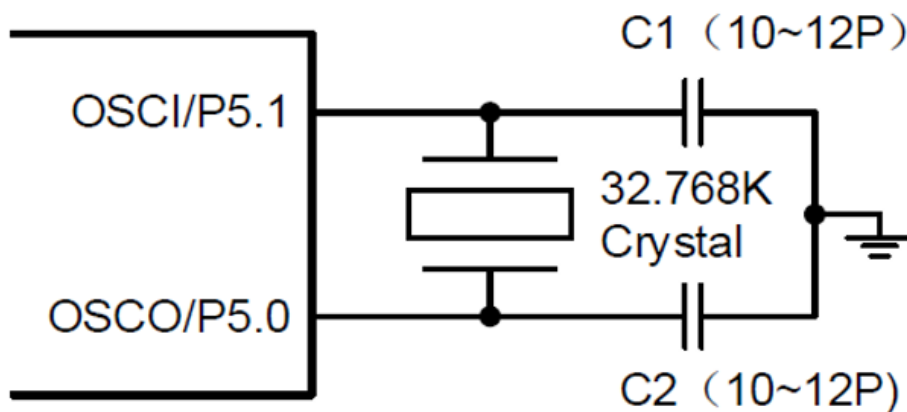 C1（10~12P）
OSCI/P5.1
32.768K
Crystal
OSCO/P5.0
C2（10~12P)